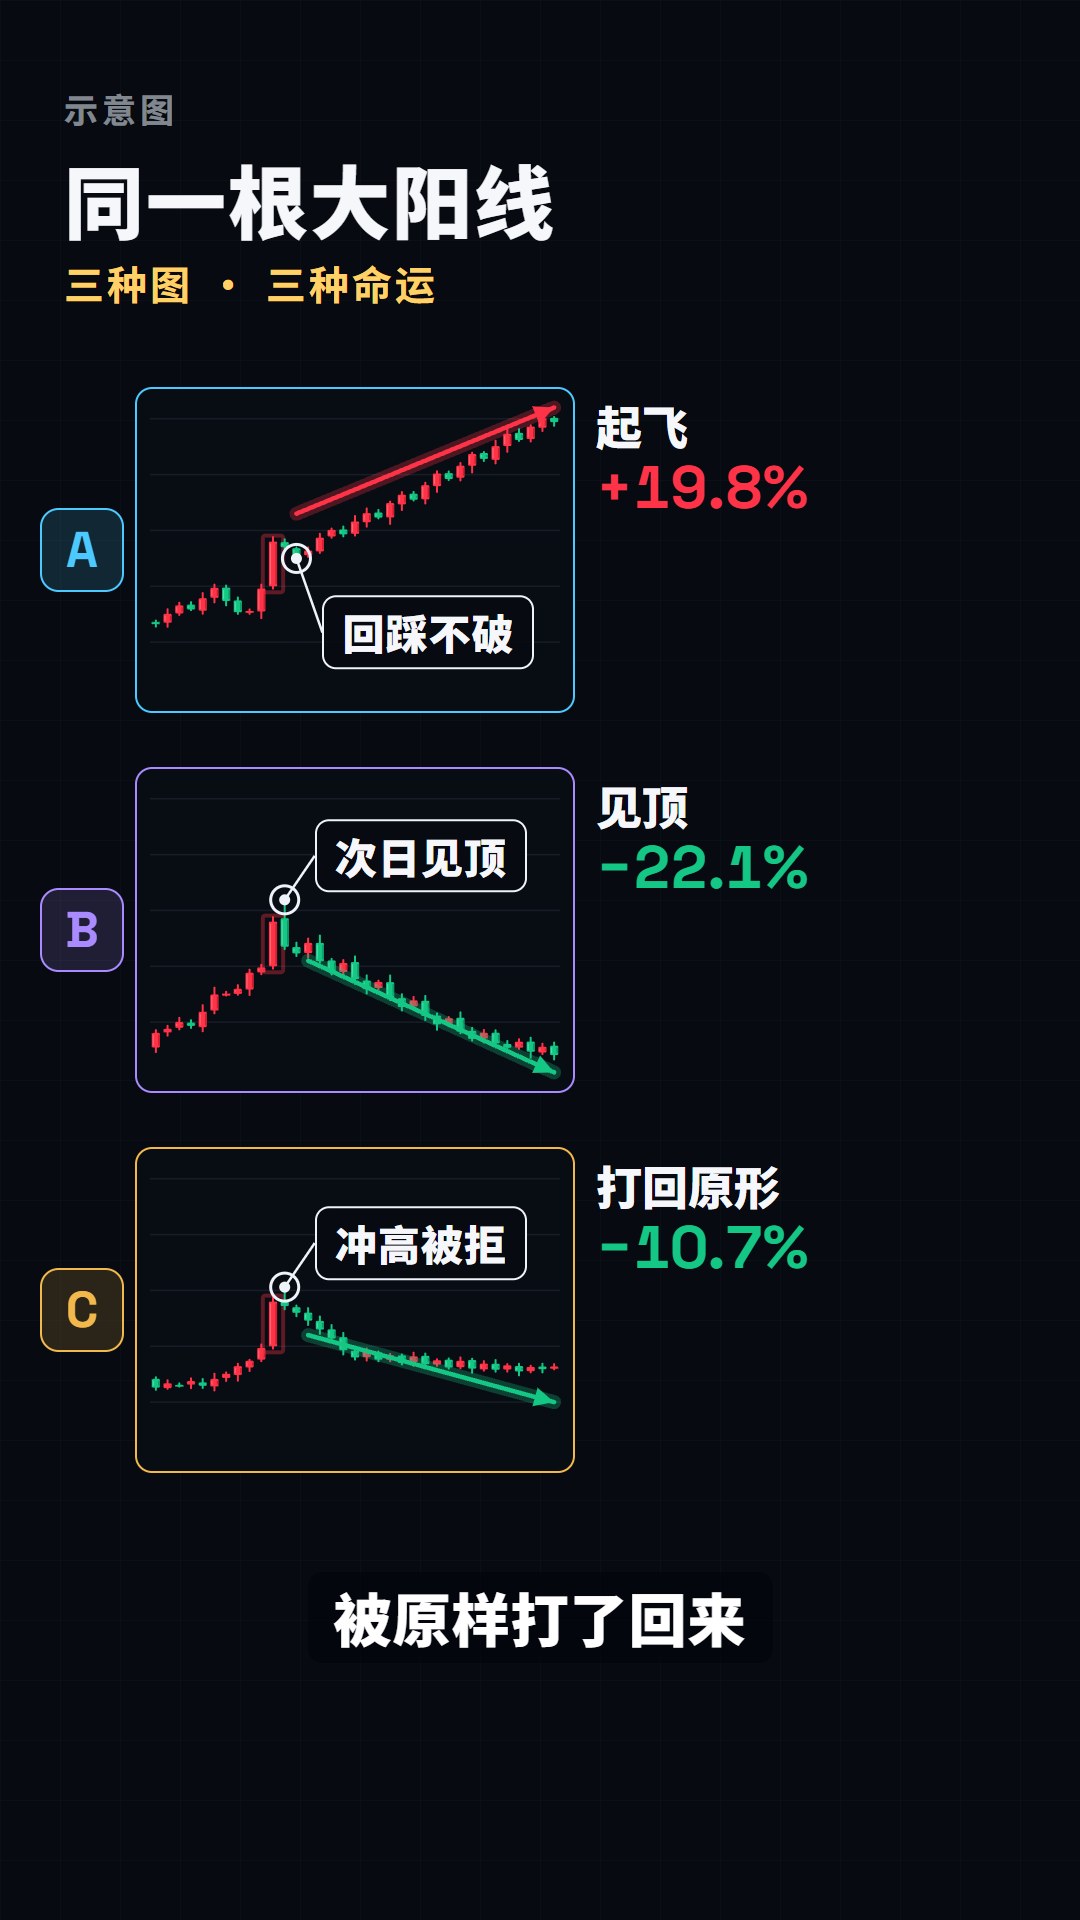 示意图
同一根大阳线
三种图 · 三种命运
A
回踩不破
起飞
+19.8%
B
次日见顶
见顶
-22.1%
C
冲高被拒
打回原形
-10.7%
被原样打了回来